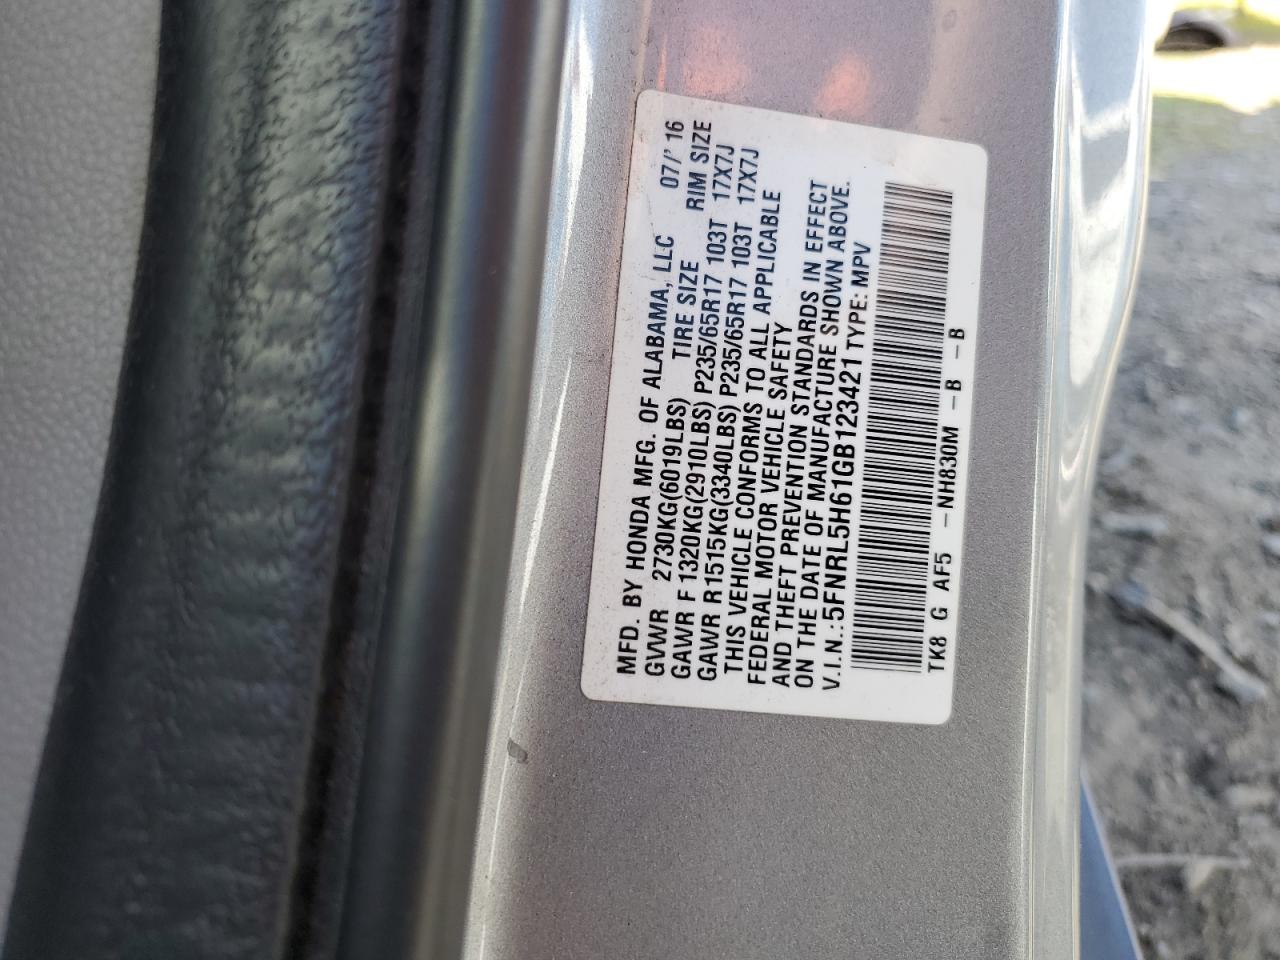 MFD. BY HONDA MFG. OF ALABAMA, LLC 07/' 16
GVWR 2730KG(6019LBS) TIRE SIZE RIM SIZE
GAWR F 1320KG(2910LBS) P235/65R17 103T 17X7J
GAWR R1515KG(3340LBS) P235/65R17 103T 17X7J
THIS VEHICLE CONFORMS TO ALL APPLICABLE
FEDERAL MOTOR VEHICLE SAFETY
AND THEFT PREVENTION STANDARDS IN EFFECT
ON THE DATE OF MANUFACTURE SHOWN ABOVE.
V.I.N.:5FNRL5H61GB123421 TYPE: MPV
TK8 G AF5 -NH830M -B -B